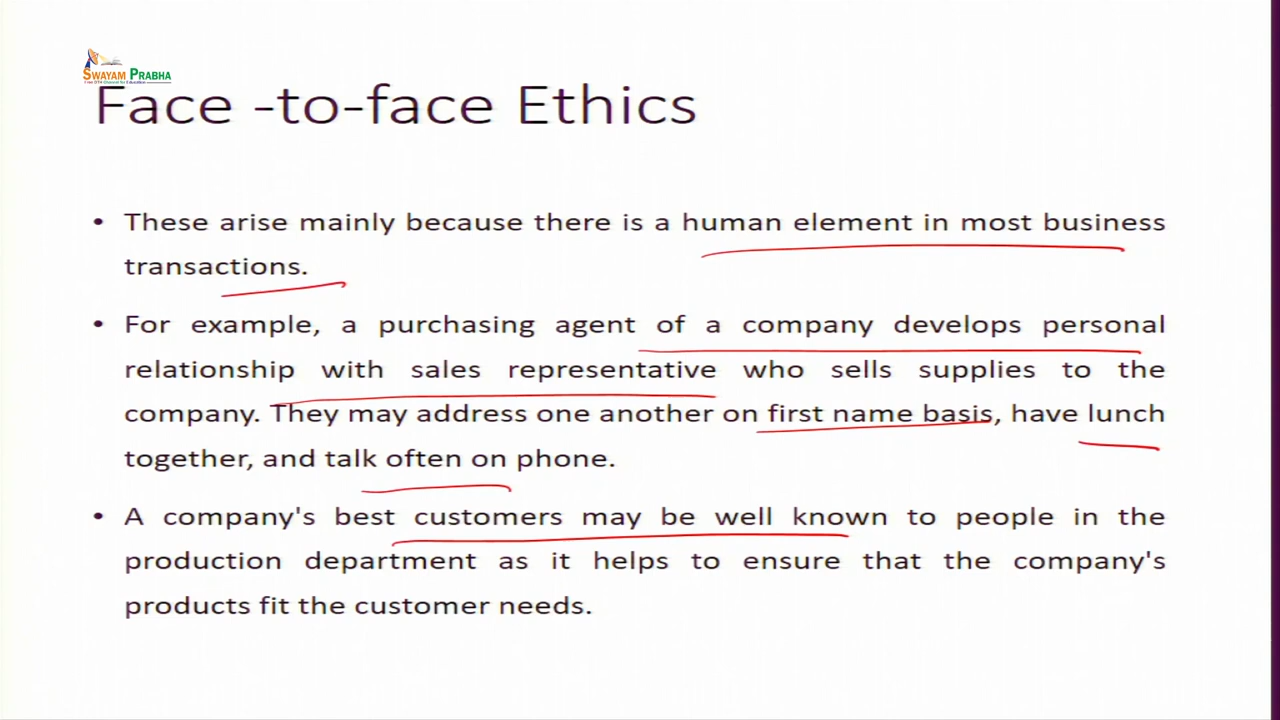 SWAYAM PRABHA
Face -to-face Ethics
• These arise mainly because there is a human element in most business
transactions.
• For example, a purchasing agent of a company develops personal
relationship with sales representative who sells supplies to the
company. They may address one another on first name basis, have lunch
together, and talk often on phone.
• A company's best customers may be well known to people in the
production department as it helps to ensure that the company's
products fit the customer needs.